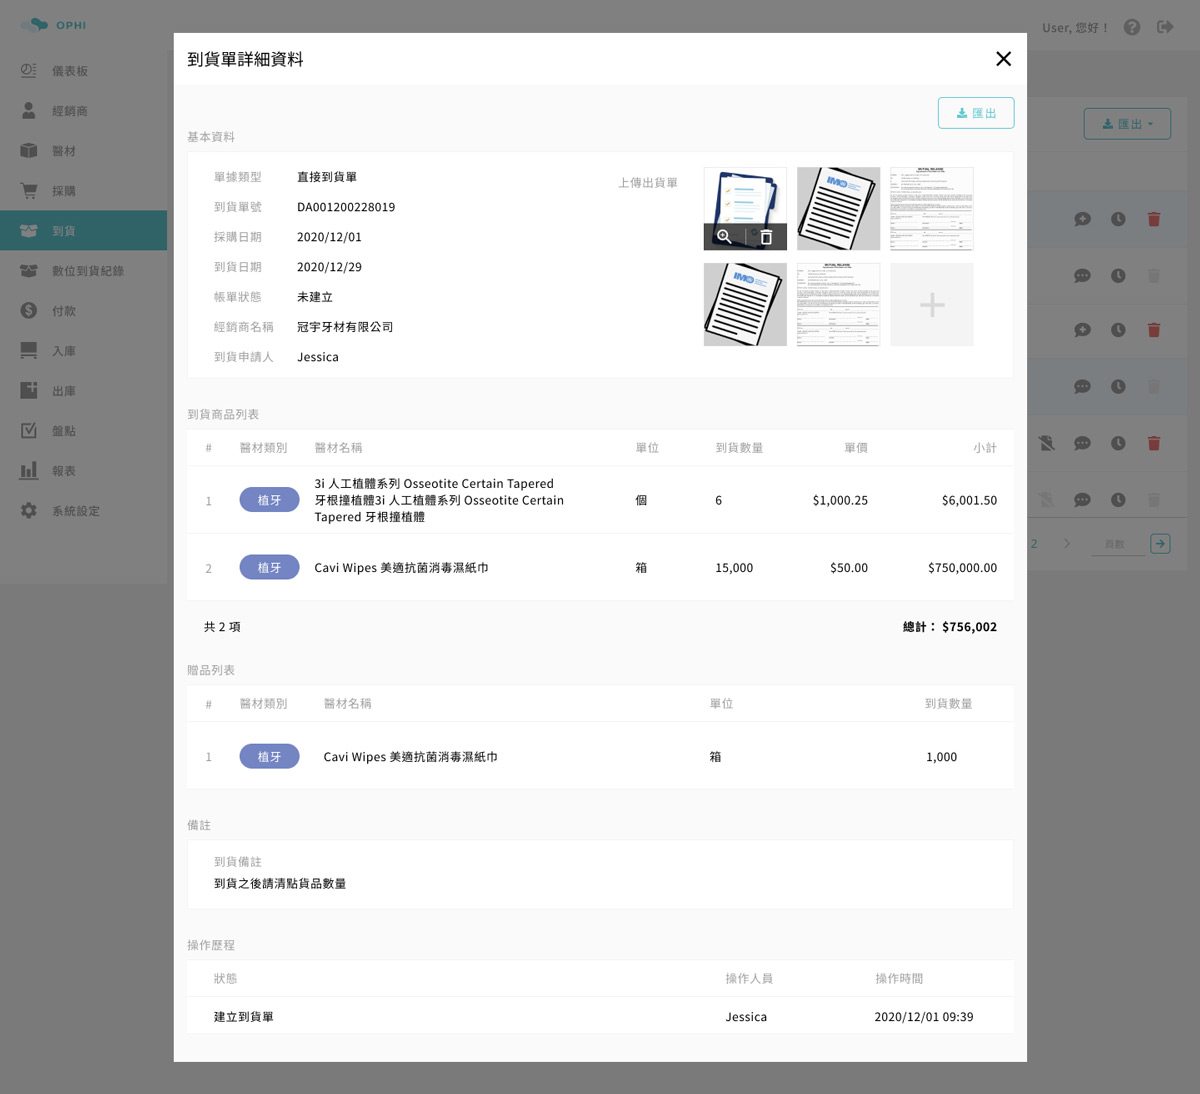 OPHI
User, 您好！
儀表板
經銷商
醫材
採購
到貨
數位到貨紀錄
付款
入庫
出庫
盤點
報表
系統設定
匯出
2
頁數
到貨單詳細資料
匯出
基本資料
單據類型 直接到貨單
到貨單號 DA001200228019
採購日期 2020/12/01
到貨日期 2020/12/29
帳單狀態 未建立
經銷商名稱 冠宇牙材有限公司
到貨申請人 Jessica
上傳出貨單
IMO
MUTUAL RELEASE
IMO
MUTUAL RELEASE
到貨商品列表
# 醫材類別 醫材名稱 單位 到貨數量 單價 小計
1 植牙 3i 人工植體系列 Osseotite Certain Tapered
牙根撞植體3i 人工植體系列 Osseotite Certain
Tapered 牙根撞植體 個 6 $1,000.25 $6,001.50
2 植牙 Cavi Wipes 美適抗菌消毒濕紙巾 箱 15,000 $50.00 $750,000.00
共 2 項 總計： $756,002
贈品列表
# 醫材類別 醫材名稱 單位 到貨數量
1 植牙 Cavi Wipes 美適抗菌消毒濕紙巾 箱 1,000
備註
到貨備註
到貨之後請清點貨品數量
操作歷程
狀態 操作人員 操作時間
建立到貨單 Jessica 2020/12/01 09:39